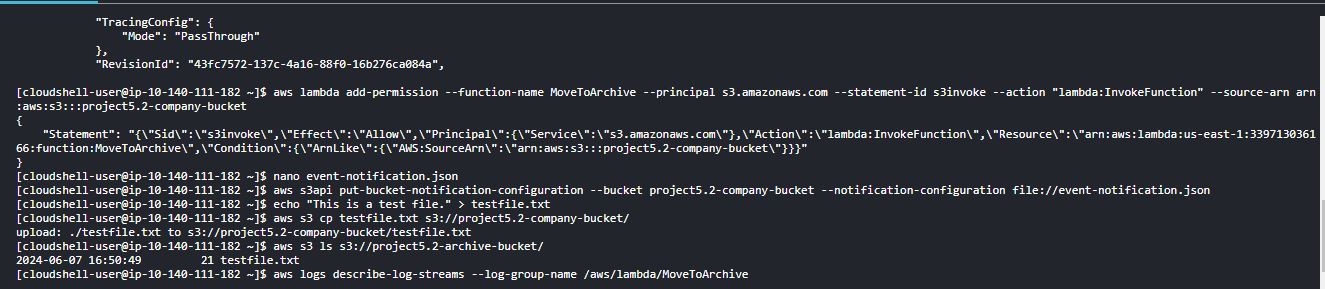 "TracingConfig": {
"Mode": "PassThrough"
},
"RevisionId": "43fc7572-137c-4a16-88f0-16b276ca084a",
[cloudshell-user@ip-10-140-111-182 ~]$ aws lambda add-permission --function-name MoveToArchive --principal s3.amazonaws.com --statement-id s3invoke --action "lambda:InvokeFunction" --source-arn arn
:aws:s3:::project5.2-company-bucket
{
"Statement": "{\"Sid\":\"s3invoke\",\"Effect\":\"Allow\",\"Principal\":{\"Service\":\"s3.amazonaws.com\"},\"Action\":\"lambda:InvokeFunction\",\"Resource\":\"arn:aws:lambda:us-east-1:3397130361
66:function:MoveToArchive\",\"Condition\":{\"ArnLike\":{\"AWS:SourceArn\":\"arn:aws:s3:::project5.2-company-bucket\"}}}"
}
[cloudshell-user@ip-10-140-111-182 ~]$ nano event-notification.json
[cloudshell-user@ip-10-140-111-182 ~]$ aws s3api put-bucket-notification-configuration --bucket project5.2-company-bucket --notification-configuration file://event-notification.json
[cloudshell-user@ip-10-140-111-182 ~]$ echo "This is a test file." > testfile.txt
[cloudshell-user@ip-10-140-111-182 ~]$ aws s3 cp testfile.txt s3://project5.2-company-bucket/
upload: ./testfile.txt to s3://project5.2-company-bucket/testfile.txt
[cloudshell-user@ip-10-140-111-182 ~]$ aws s3 ls s3://project5.2-archive-bucket/
2024-06-07 16:50:49         21 testfile.txt
[cloudshell-user@ip-10-140-111-182 ~]$ aws logs describe-log-streams --log-group-name /aws/lambda/MoveToArchive